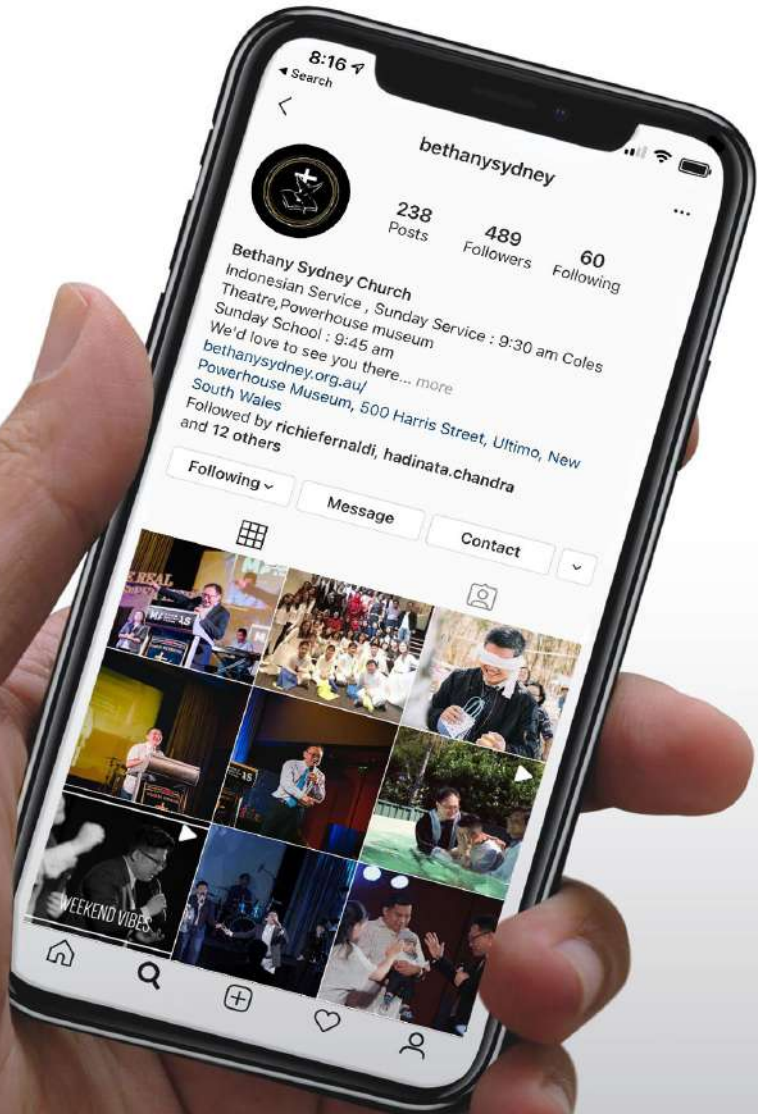 8:16
Search
bethanysydney
238
Posts
489
Followers
60
Following
Bethany Sydney Church
Indonesian Service , Sunday Service : 9:30 am Coles
Theatre,Powerhouse museum
Sunday School : 9:45 am
We'd love to see you there... more
bethanysydney.org.au/
Powerhouse Museum, 500 Harris Street, Ultimo, New
South Wales
Followed by richiefernaldi, hadinata.chandra
and 12 others
Following
Message
Contact
WEEKEND VIBES